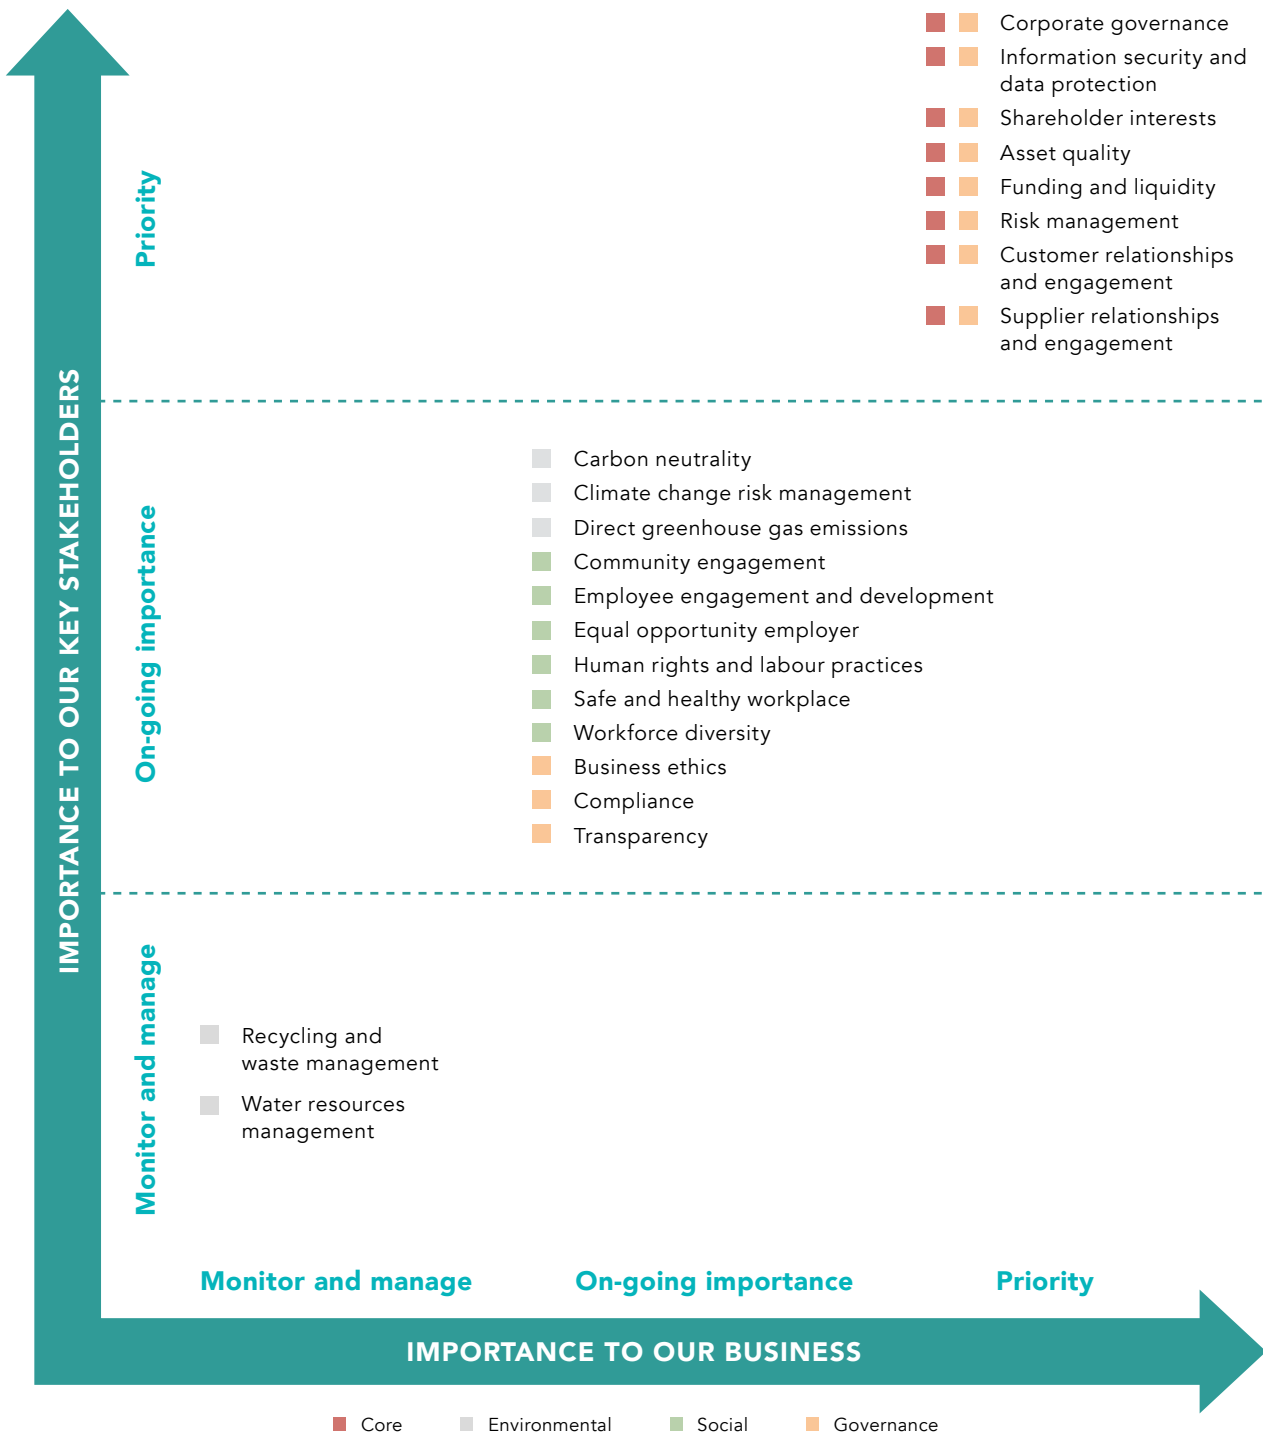 Corporate governance
Information security and
data protection
Shareholder interests
Asset quality
Funding and liquidity
Risk management
Customer relationships
and engagement
Supplier relationships
and engagement
Priority
IMPORTANCE TO OUR KEY STAKEHOLDERS
On-going importance
Carbon neutrality
Climate change risk management
Direct greenhouse gas emissions
Community engagement
Employee engagement and development
Equal opportunity employer
Human rights and labour practices
Safe and healthy workplace
Workforce diversity
Business ethics
Compliance
Transparency
Monitor and manage
Recycling and
waste management
Water resources
management
Monitor and manage On-going importance Priority
IMPORTANCE TO OUR BUSINESS
Core Environmental Social Governance